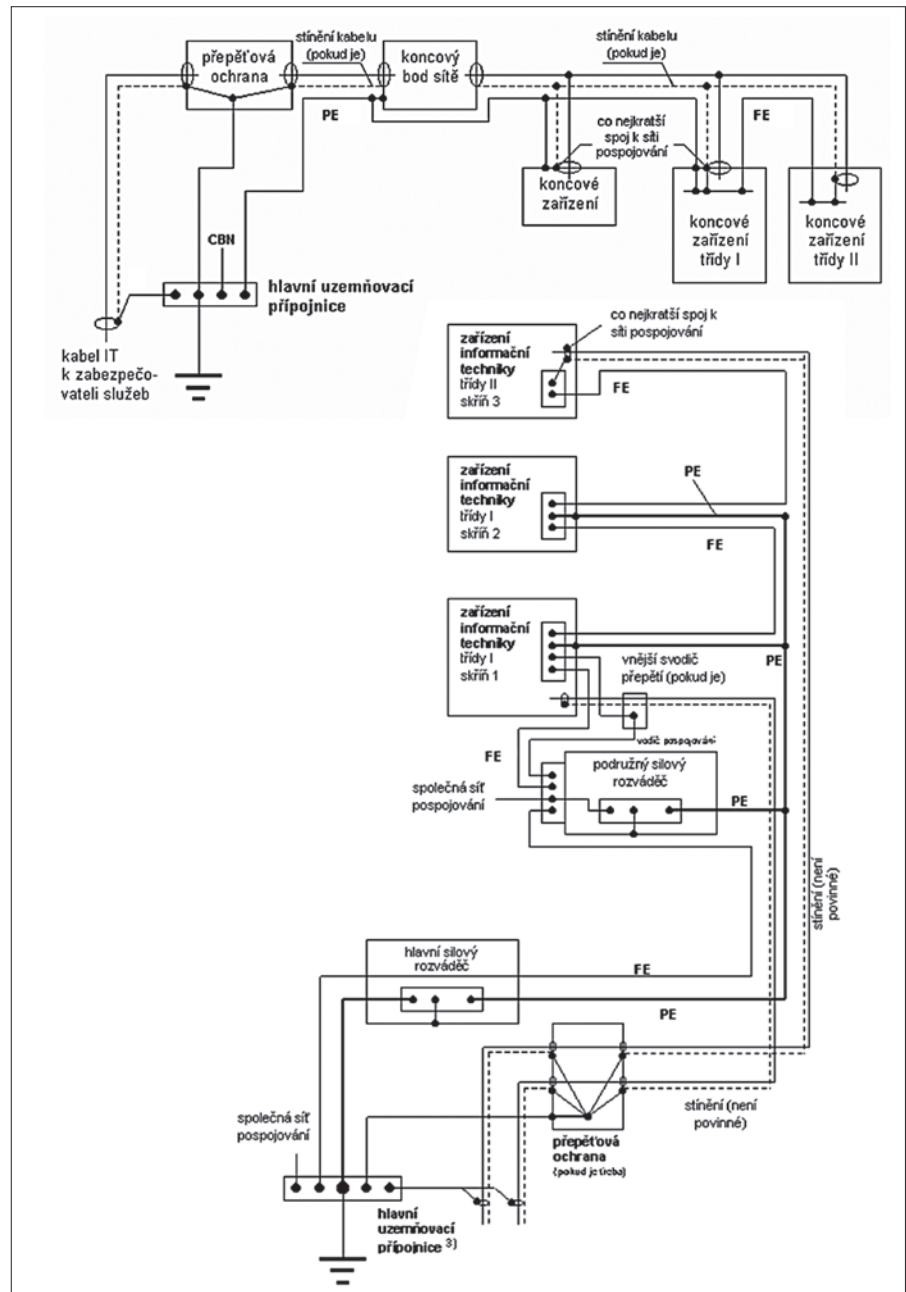 stínění kabelu
(pokud je)
přepěťová
ochrana
koncový
bod sítě
stínění kabelu
(pokud je)
PE
co nejkratší
spoj k síti
pospojování
FE
koncové
zařízení
koncové
zařízení
třídy I
koncové
zařízení
třídy II
CBN
hlavní uzemňovací
přípojnice
kabel IT
k zabezpečo-
vateli služeb
co nejkratší spoj k
síti pospojování
zařízení
informační
techniky
třídy II
skříň 3
FE
zařízení
informační
techniky
třídy I
skříň 2
PE
FE
zařízení
informační
techniky
třídy I
skříň 1
PE
vnější svodič
přepětí (pokud je)
FE
vodič pospojování
podružný silový
rozváděč
společná síť
pospojování
PE
stínění (není
povinné)
hlavní silový
rozváděč
FE
PE
stínění (není
povinné)
společná síť
pospojování
přepěťová
ochrana
(pokud je třeba)
hlavní
uzemňovací
přípojnice 3)